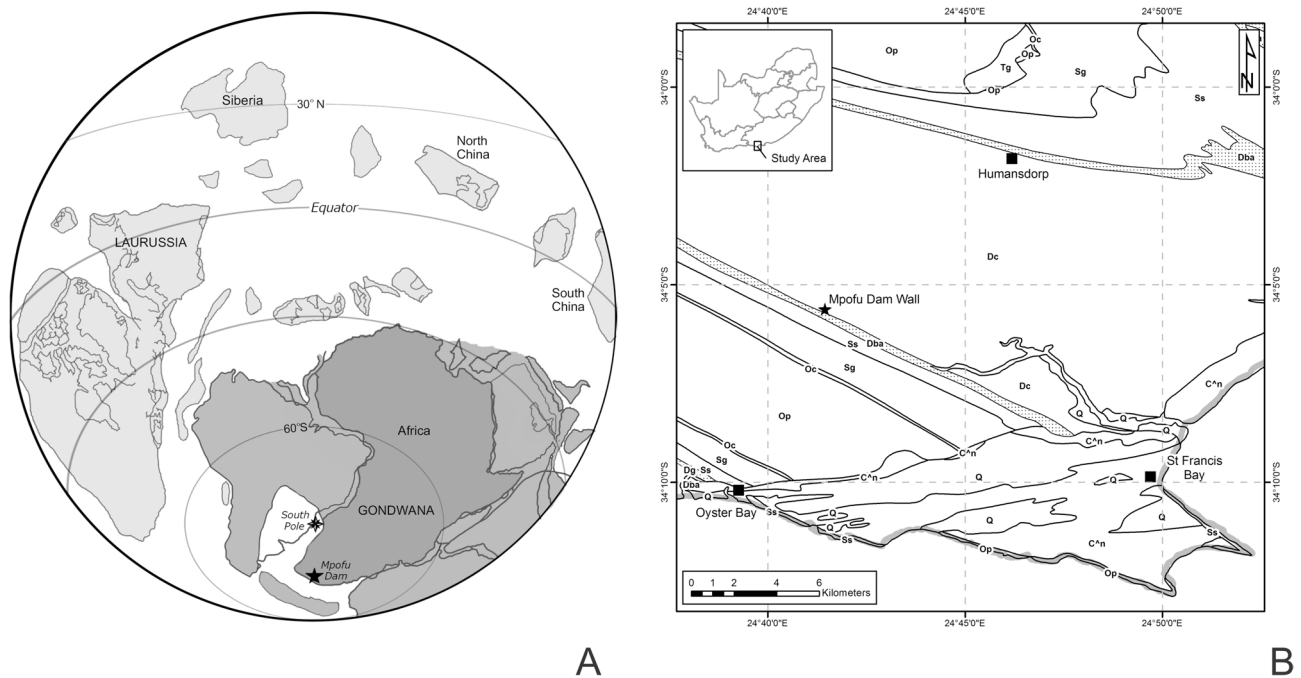 Siberia
30° N
North
China
Equator
LAURUSSIA
South
China
60°S
Africa
GONDWANA
South
Pole
Mpofu
Dam
A
24°40'0"E
24°45'0"E
24°50'0"E
34°0'0"S
34°5'0"S
34°10'0"S
Study Area
N
Op
Oc
Op
Tg
Sg
Op
Ss
Dba
Humansdorp
Dc
Mpofu Dam Wall
Ss
Dba
Sg
Oc
Dc
C^n
Op
Q
Q
Q
C^n
Oc
C^n
Sg
St Francis
Bay
Dg
Ss
C^n
Q
Q
Dba
Q
Oyster Bay
Ss
Q
Q
Q
Q
Ss
Ss
C^n
Op
Op
0
1
2
4
6
Kilometers
34°0'0"S
34°5'0"S
34°10'0"S
24°40'0"E
24°45'0"E
24°50'0"E
B